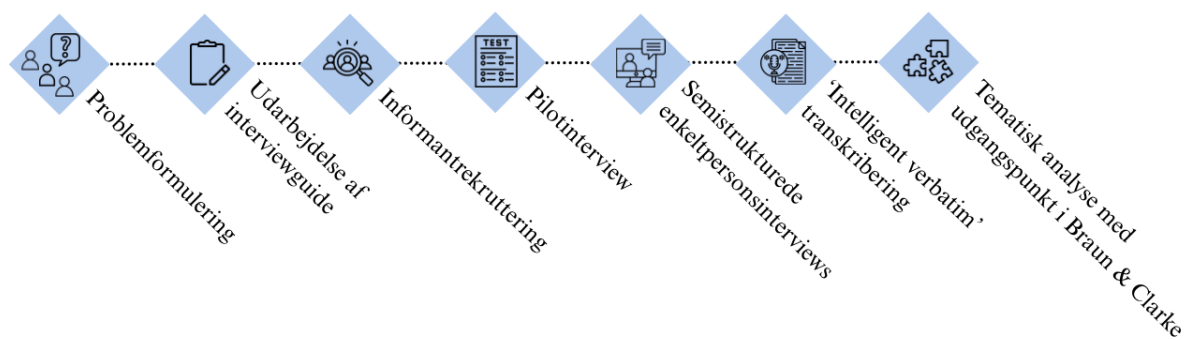 Problemformulering
Udarbejdelse af
interviewguide
Informantrekruttering
TEST
Pilotinterview
Semistrukturede
enkeltpersonsinterviews
‘Intelligent verbatim’
transkribering
Tematisk analyse med
udgangspunkt i Braun & Clarke